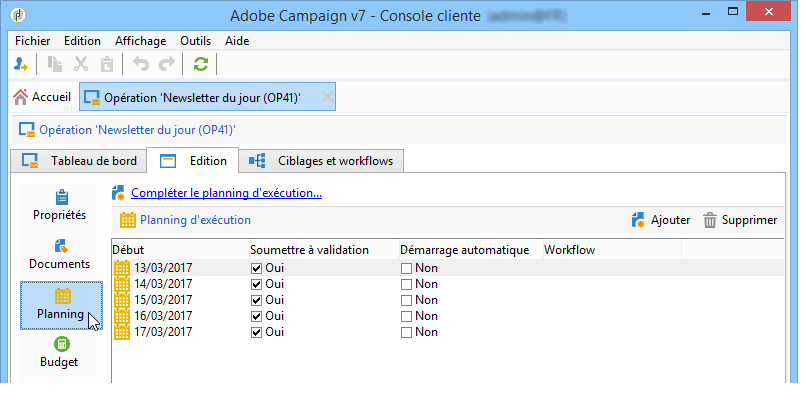 Adobe Campaign v7 - Console cliente
Fichier Edition Affichage Outils Aide
Accueil Opération 'Newsletter du jour (OP41)'
Opération 'Newsletter du jour (OP41)'
Tableau de bord Edition Ciblages et workflows
Propriétés
Documents
Planning
Budget
Compléter le planning d'exécution...
Planning d'exécution Ajouter Supprimer
Début Soumettre à validation Démarrage automatique Workflow
13/03/2017 Oui Non
14/03/2017 Oui Non
15/03/2017 Oui Non
16/03/2017 Oui Non
17/03/2017 Oui Non